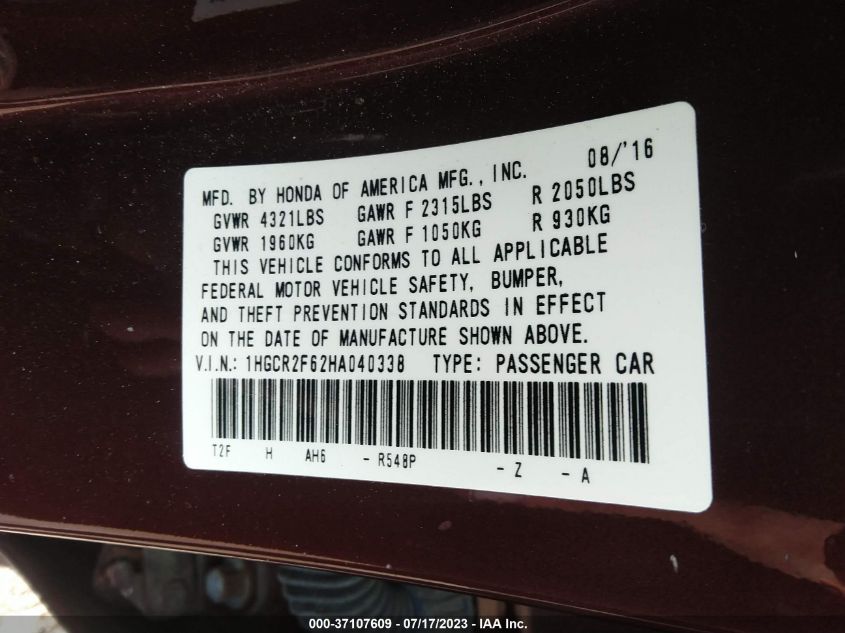 MFD. BY HONDA OF AMERICA MFG., INC. 08/'16
GVWR 4321LBS GAWR F 2315LBS R 2050LBS
GVWR 1960KG GAWR F 1050KG R 930KG
THIS VEHICLE CONFORMS TO ALL APPLICABLE
FEDERAL MOTOR VEHICLE SAFETY, BUMPER,
AND THEFT PREVENTION STANDARDS IN EFFECT
ON THE DATE OF MANUFACTURE SHOWN ABOVE.
V.I.N.: 1HGCR2F62HA040338 TYPE: PASSENGER CAR
T2F H AH6 - R548P - Z - A
000-37107609 - 07/17/2023 - IAA Inc.